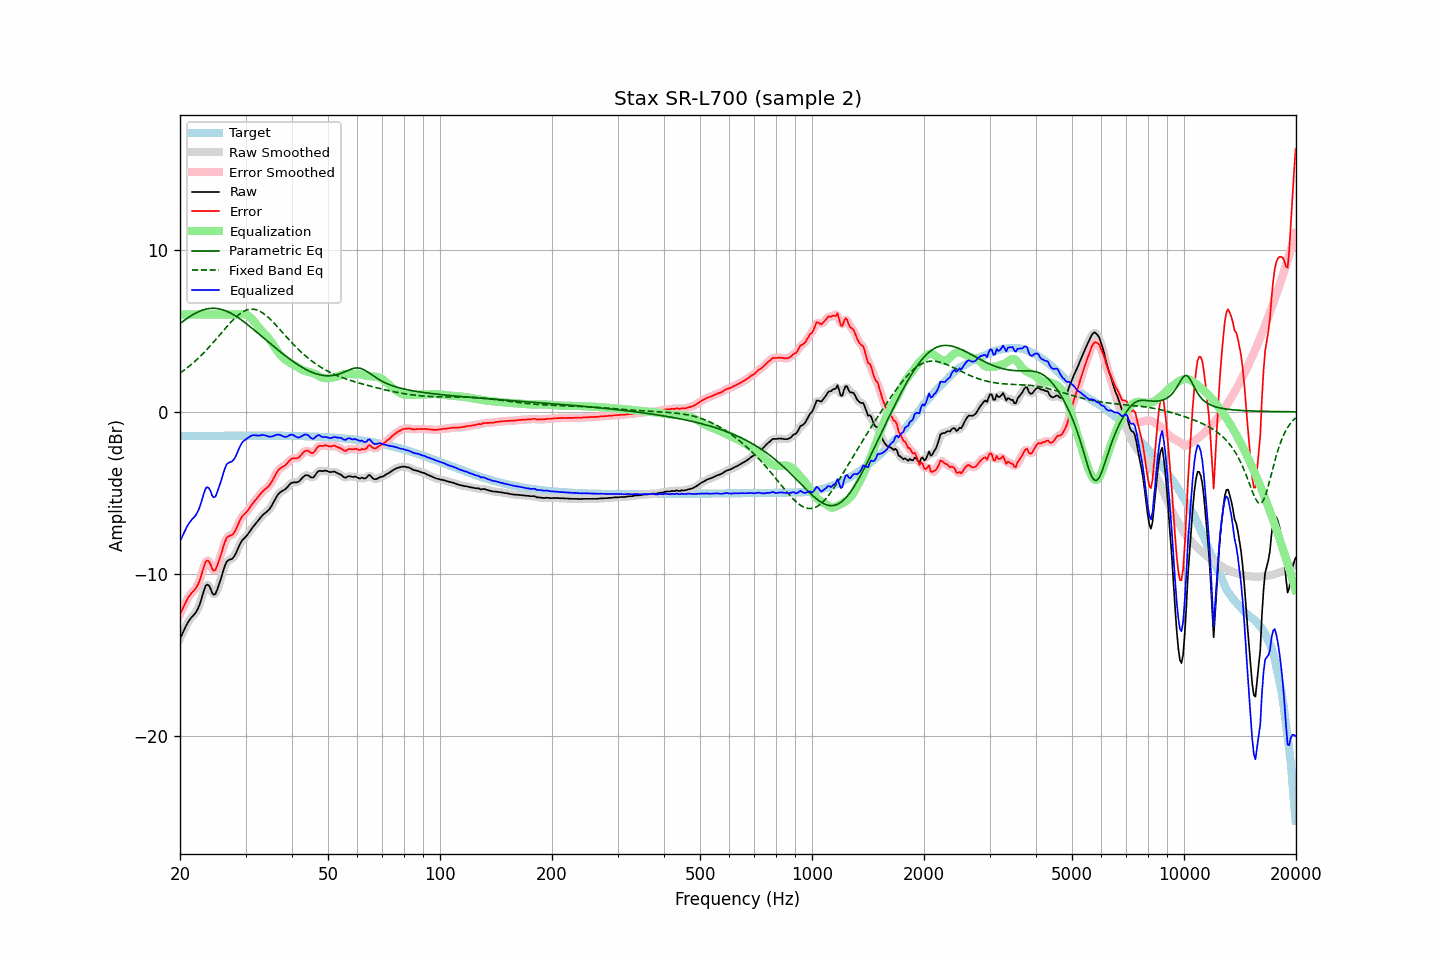 Stax SR-L700 (sample 2)
Target
Raw Smoothed
Error Smoothed
Raw
Error
Equalization
Parametric Eq
Fixed Band Eq
Equalized
10
0
−10
−20
Amplitude (dBr)
20 50 100 200 500 1000 2000 5000 10000 20000
Frequency (Hz)